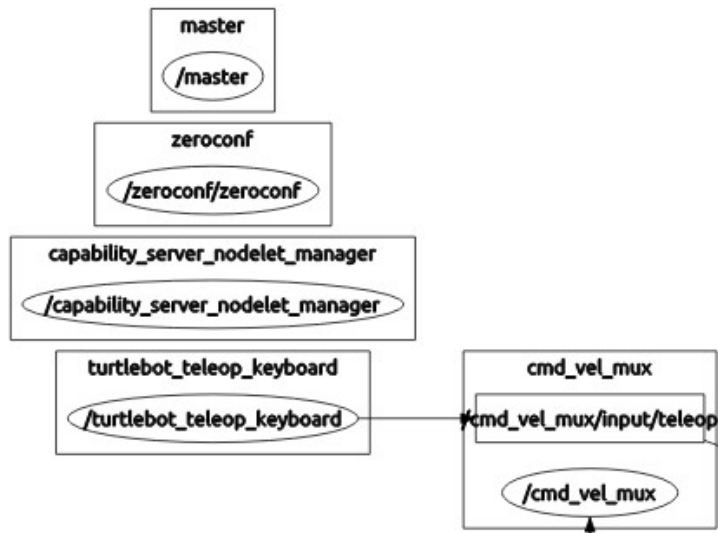 master
/master
zeroconf
/zeroconf/zeroconf
capability_server_nodelet_manager
/capability_server_nodelet_manager
turtlebot_teleop_keyboard
/turtlebot_teleop_keyboard
cmd_vel_mux
/cmd_vel_mux/input/teleop
/cmd_vel_mux